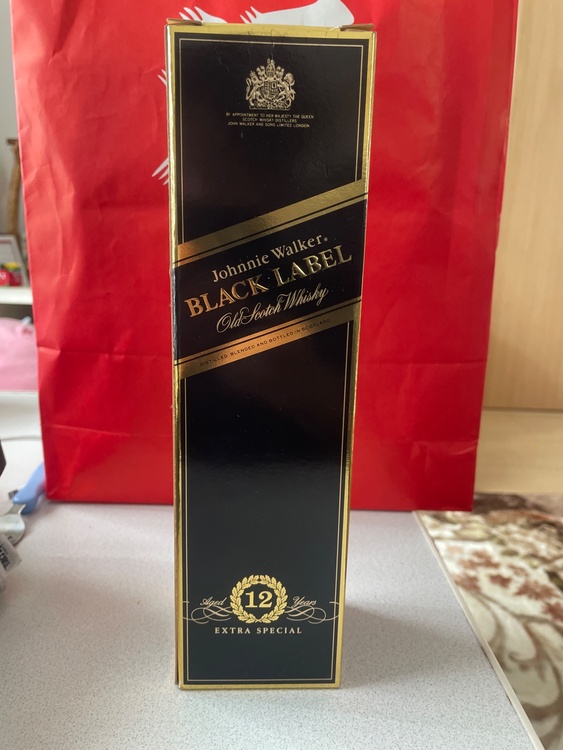 BY APPOINTMENT TO HER MAJESTY THE QUEEN
SCOTCH WHISKY DISTILLERS
JOHN WALKER AND SONS LIMITED LONDON
Johnnie Walker
BLACK LABEL
Old Scotch Whisky
DISTILLED, BLENDED AND BOTTLED IN SCOTLAND
Aged 12 Years
EXTRA SPECIAL